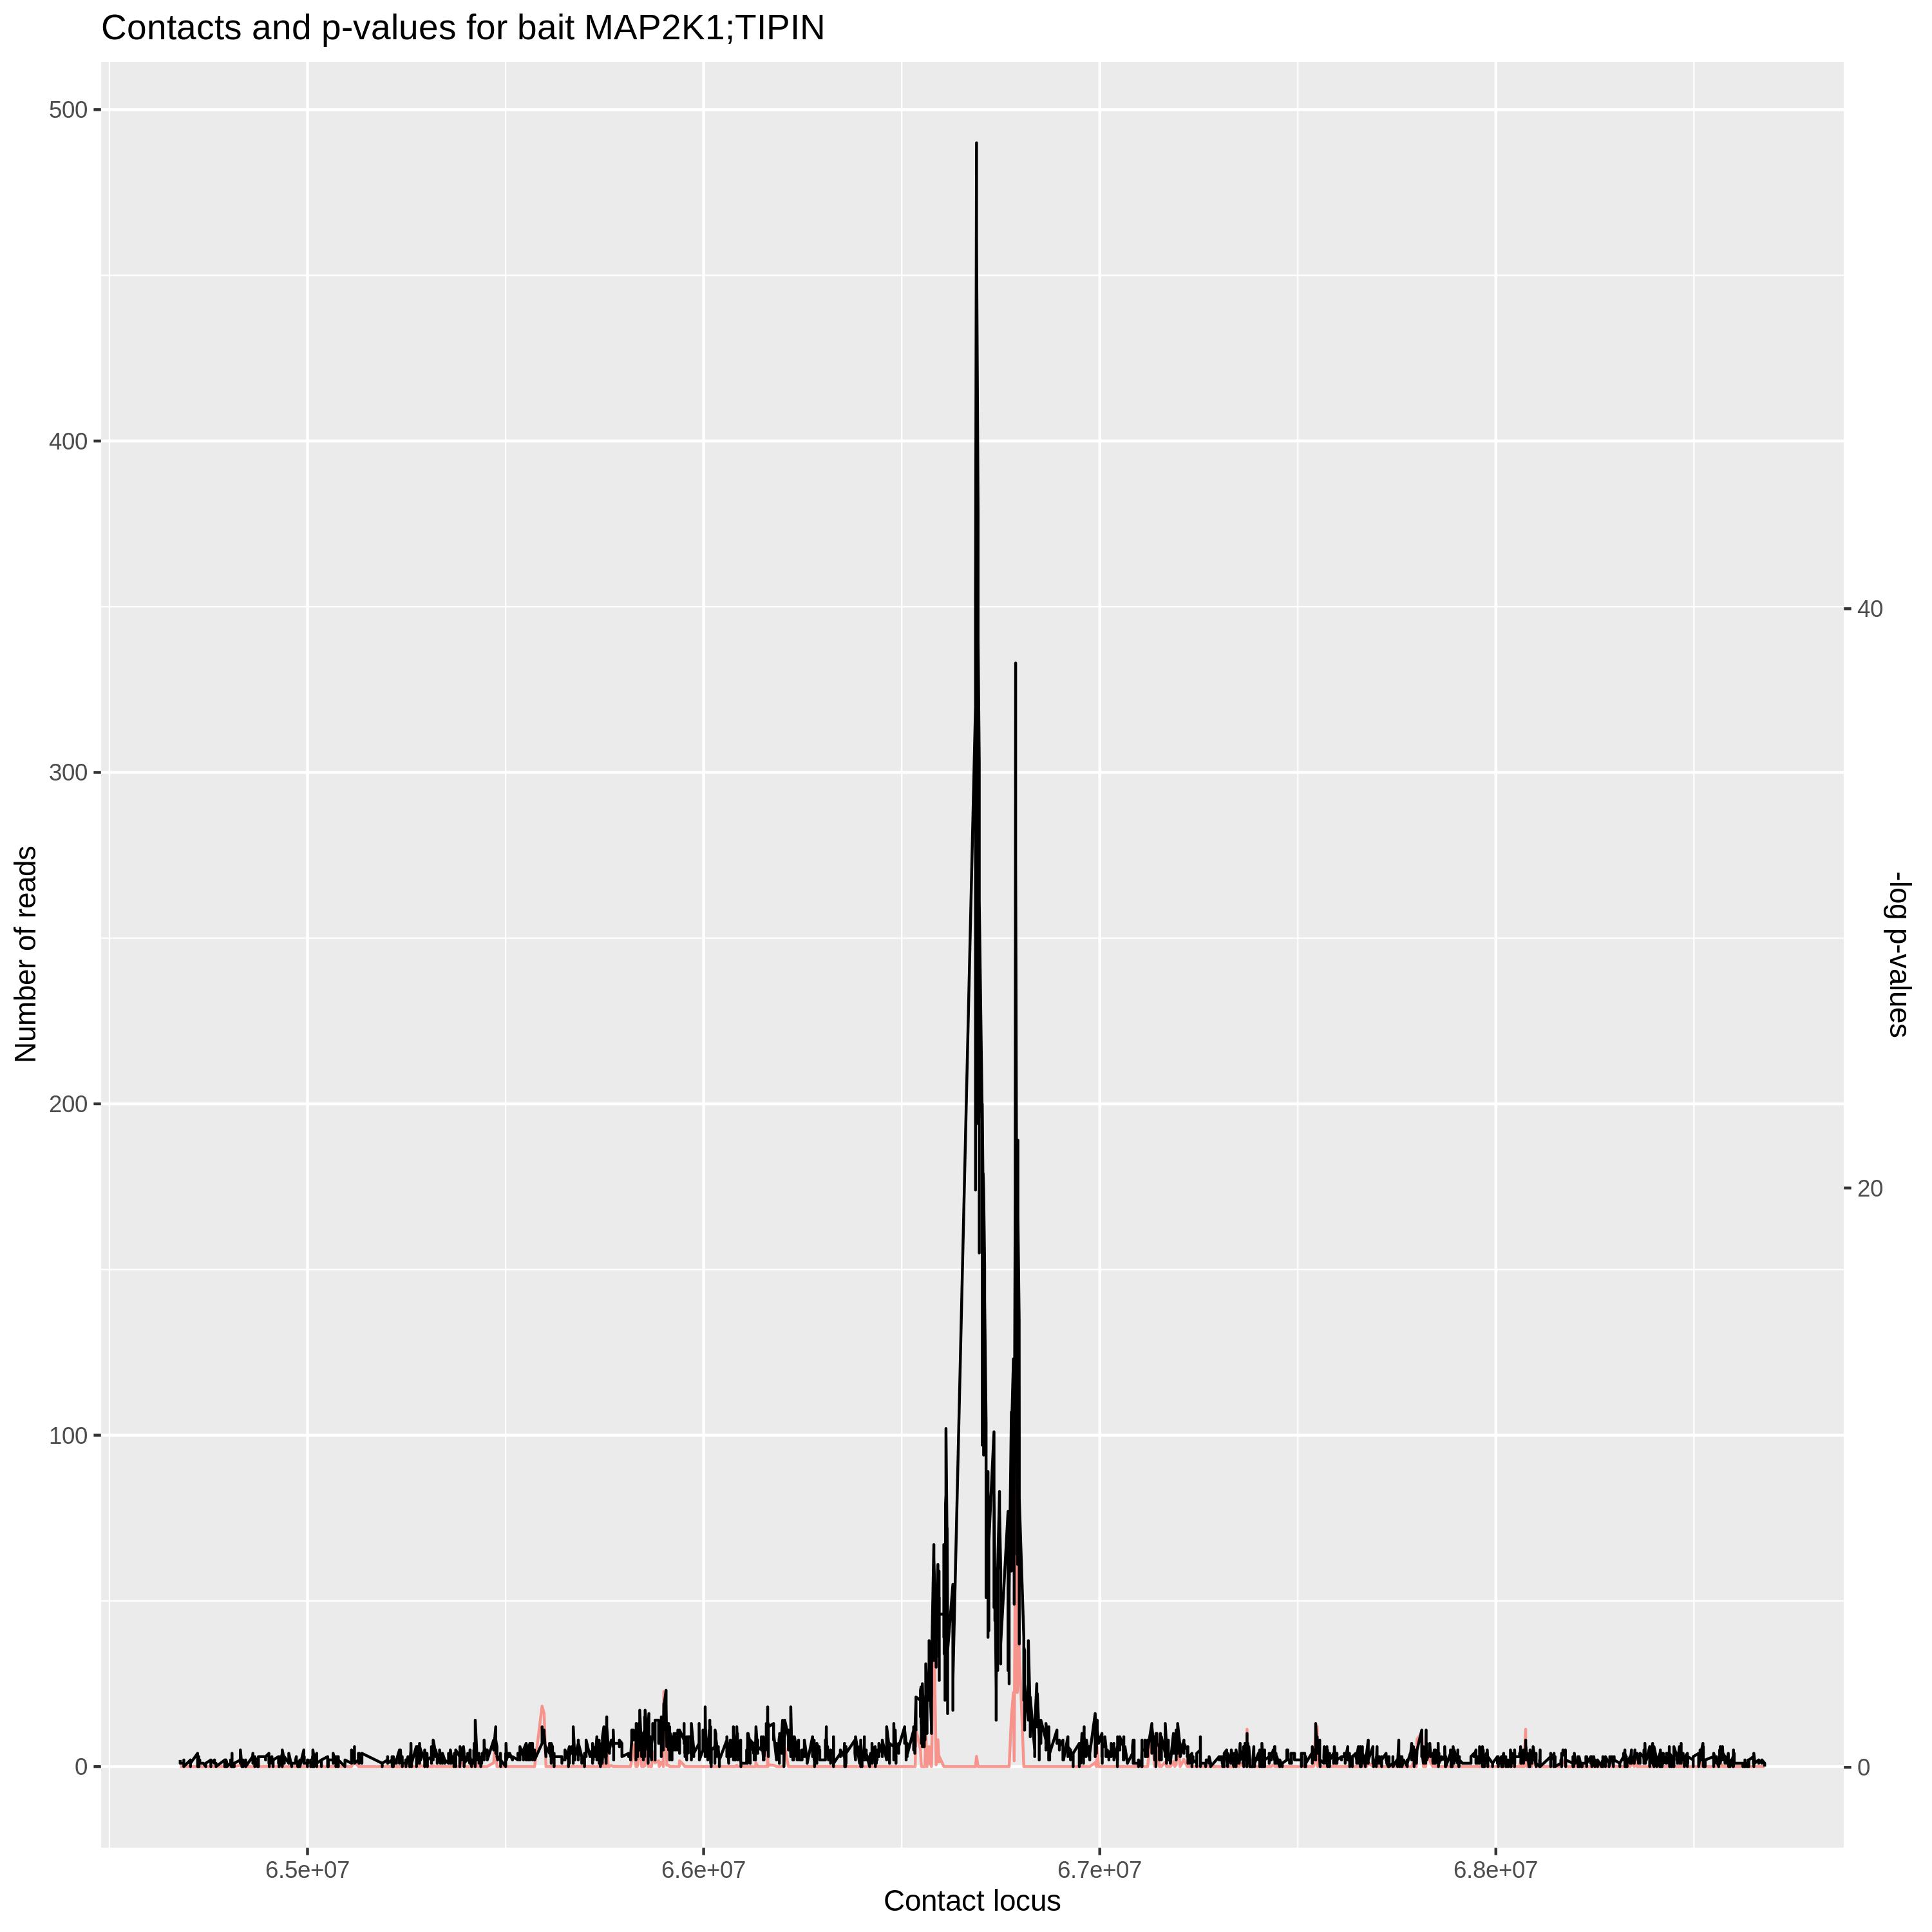 Contacts and p-values for bait MAP2K1;TIPIN
500
400
300
200
100
0
Number of reads
40
20
0
-log p-values
6.5e+07
6.6e+07
6.7e+07
6.8e+07
Contact locus